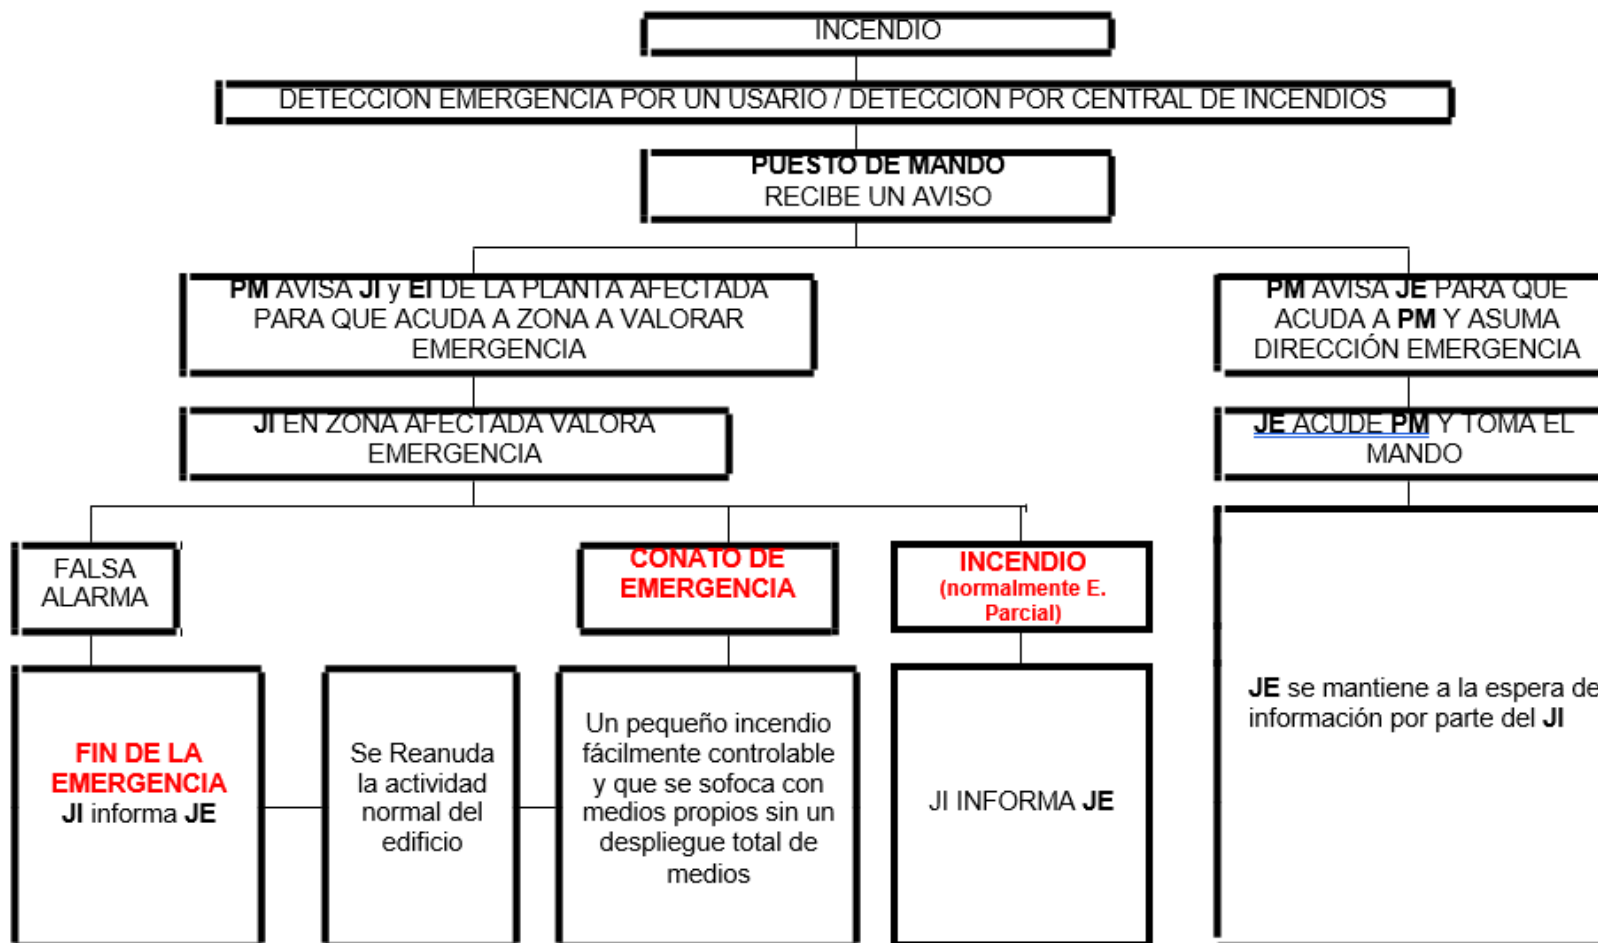 INCENDIO
DETECCION EMERGENCIA POR UN USARIO / DETECCION POR CENTRAL DE INCENDIOS
PUESTO DE MANDO
RECIBE UN AVISO
PM AVISA JI y EI DE LA PLANTA AFECTADA
PARA QUE ACUDA A ZONA A VALORAR
EMERGENCIA
PM AVISA JE PARA QUE
ACUDA A PM Y ASUMA
DIRECCIÓN EMERGENCIA
JI EN ZONA AFECTADA VALORA
EMERGENCIA
JE ACUDE PM Y TOMA EL
MANDO
FALSA
ALARMA
CONATO DE
EMERGENCIA
INCENDIO
(normalmente E.
Parcial)
FIN DE LA
EMERGENCIA
JI informa JE
Se Reanuda
la actividad
normal del
edificio
Un pequeño incendio
fácilmente controlable
y que se sofoca con
medios propios sin un
despliegue total de
medios
JI INFORMA JE
JE se mantiene a la espera de
información por parte del JI